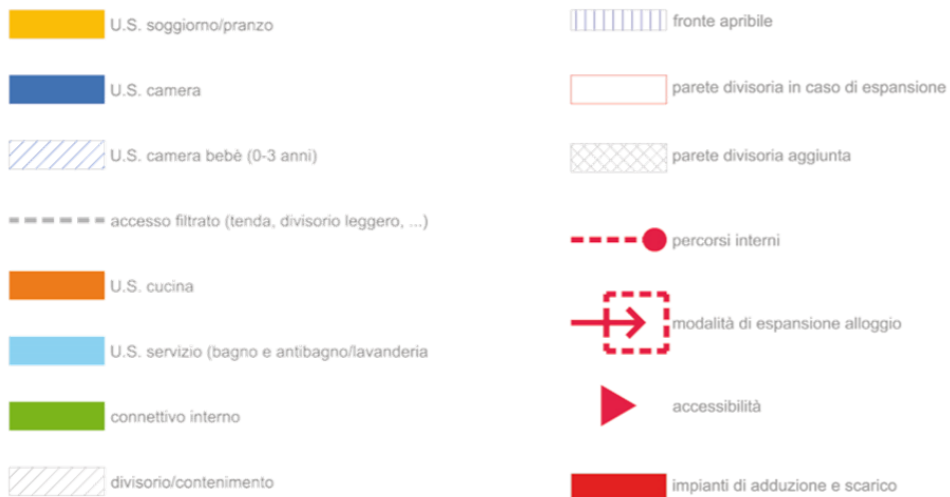 U.S. soggiorno/pranzo
U.S. camera
U.S. camera bebè (0-3 anni)
accesso filtrato (tenda, divisorio leggero, ...)
U.S. cucina
U.S. servizio (bagno e antibagno/lavanderia
connettivo interno
divisorio/contenimento
fronte apribile
parete divisoria in caso di espansione
parete divisoria aggiunta
percorsi interni
modalità di espansione alloggio
accessibilità
impianti di adduzione e scarico